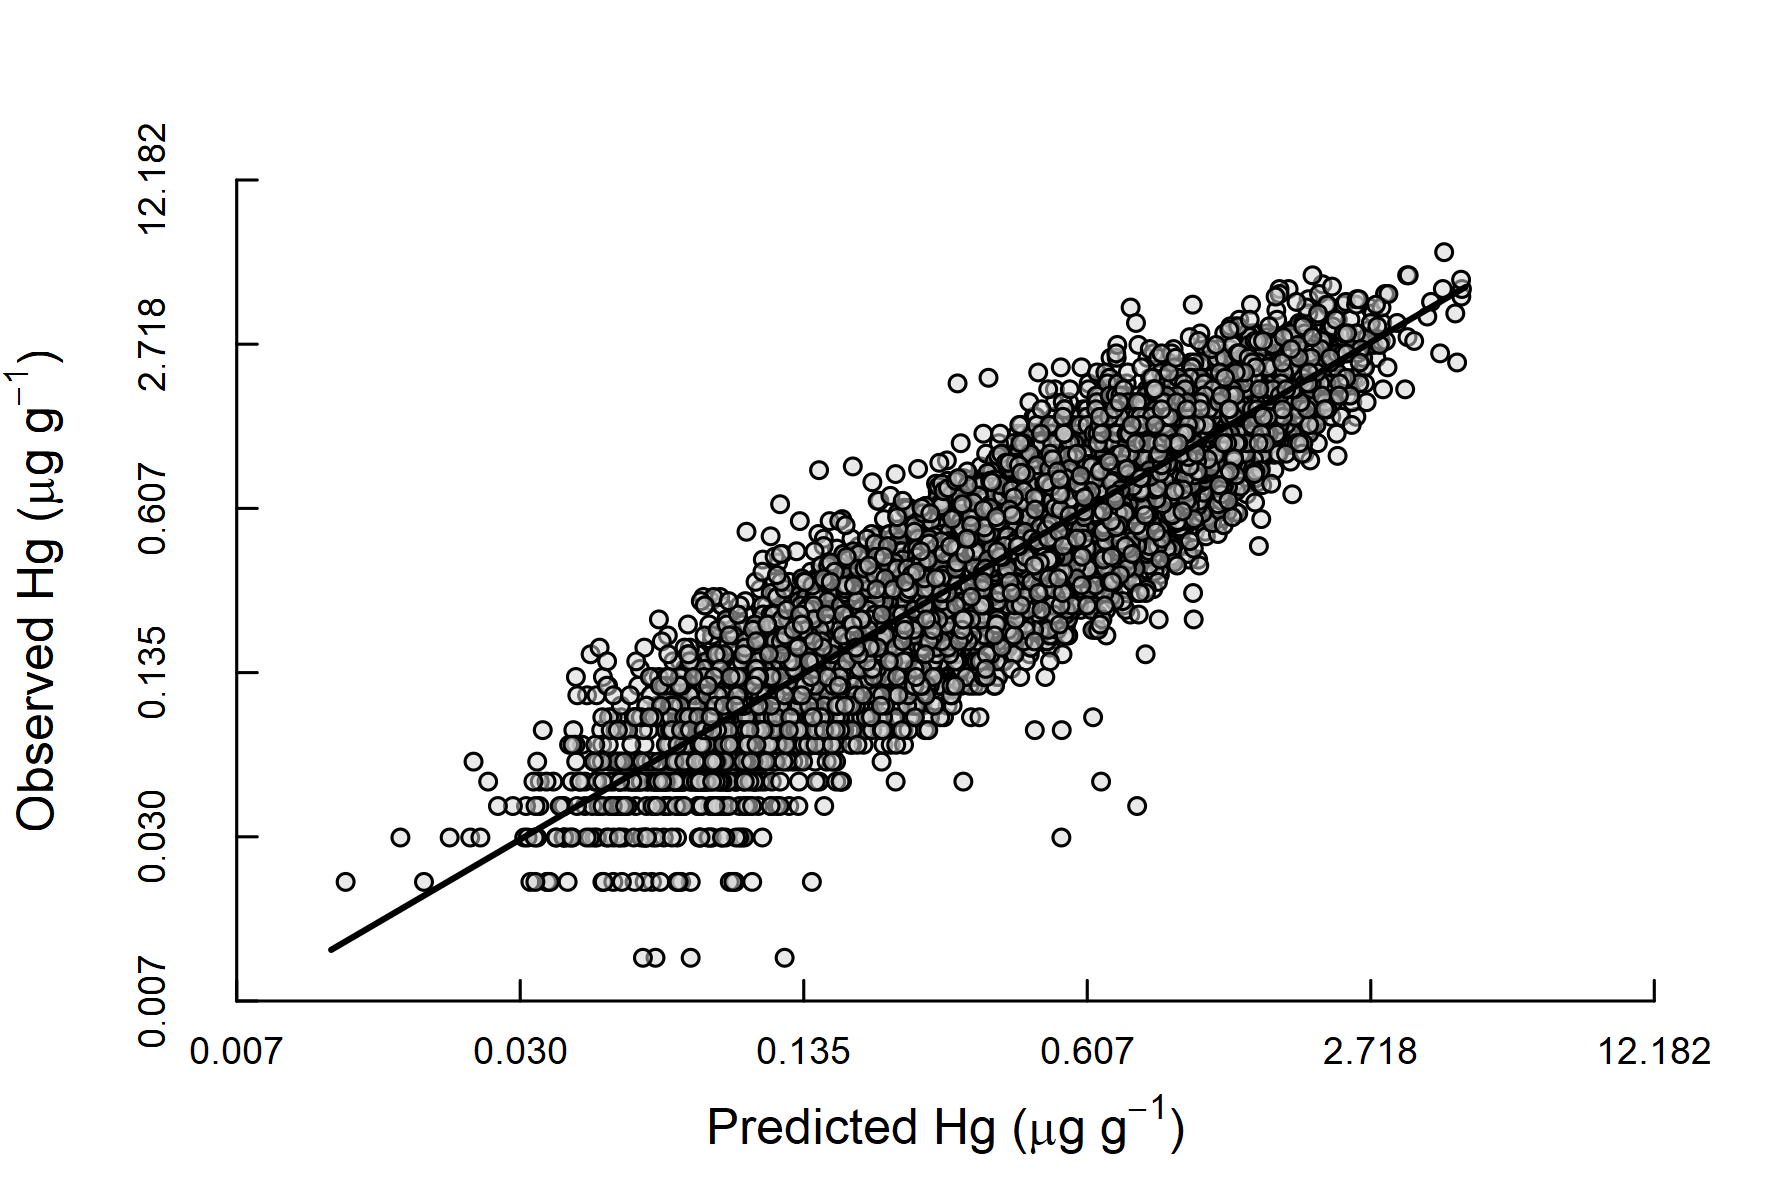 Observed Hg (μg g⁻¹)
12.182
2.718
0.607
0.135
0.030
0.007
0.007 0.030 0.135 0.607 2.718 12.182
Predicted Hg (μg g⁻¹)